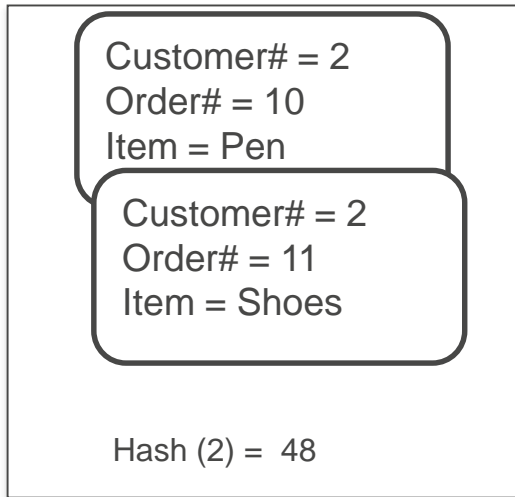 Customer# = 2
Order# = 10
Item = Pen
Customer# = 2
Order# = 11
Item = Shoes
Hash (2) = 48